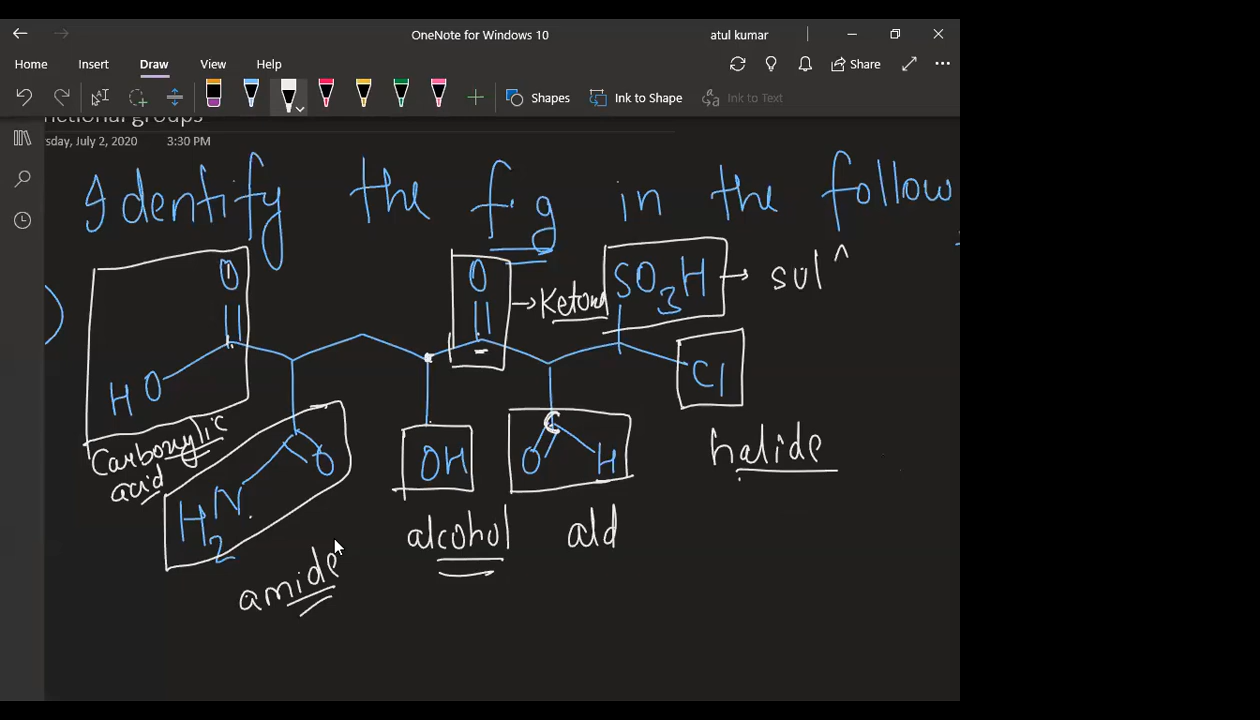 OneNote for Windows 10
atul kumar
Home Insert Draw View Help
Share
Shapes Ink to Shape Ink to Text
nctional groups
sday, July 2, 2020 3:30 PM
Identify the f.g in the follow
O O SO3H → sul^
→ Ketone
HO Cl
Carboxylic acid
O OH C O H halide
H2N
amide alcohol ald